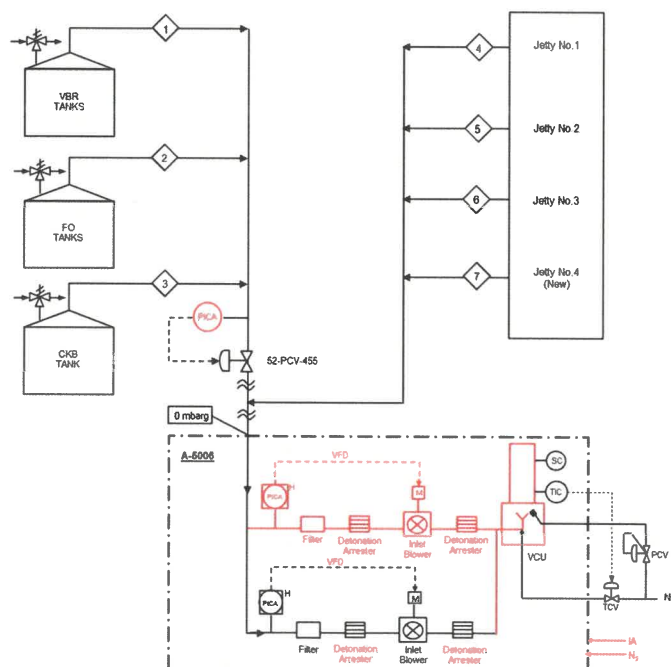 1
VBR
TANKS
2
FO
TANKS
3
CKB
TANK
4
Jetty No.1
5
Jetty No.2
6
Jetty No.3
7
Jetty No.4
(New)
PICA
52-PCV-455
0 mbarg
A-5006
VFD
PICA
H
M
Filter
Detonation
Arrester
Inlet
Blower
Detonation
Arrester
SC
TIC
VCU
PCV
TCV
N
VFD
PICA
H
M
Filter
Detonation
Arrester
Inlet
Blower
Detonation
Arrester
IA
N₂